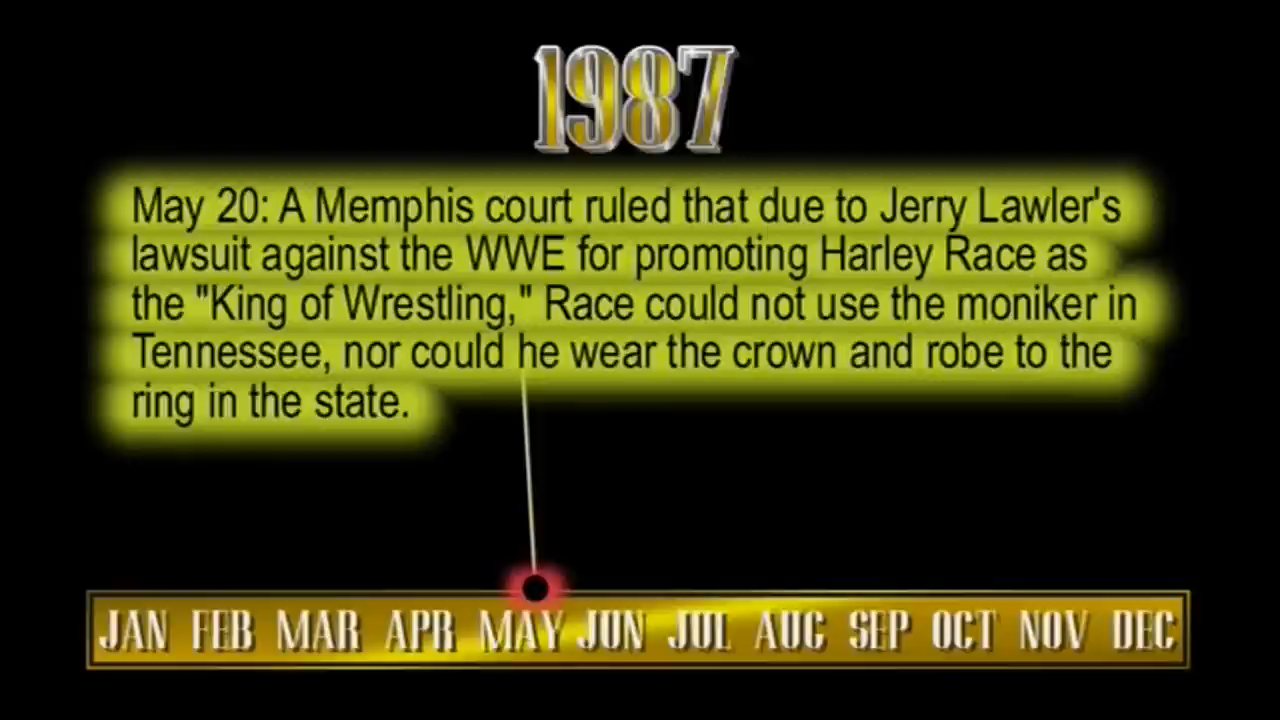 1987
May 20: A Memphis court ruled that due to Jerry Lawler's
lawsuit against the WWE for promoting Harley Race as
the "King of Wrestling," Race could not use the moniker in
Tennessee, nor could he wear the crown and robe to the
ring in the state.
JAN FEB MAR APR MAY JUN JUL AUG SEP OCT NOV DEC